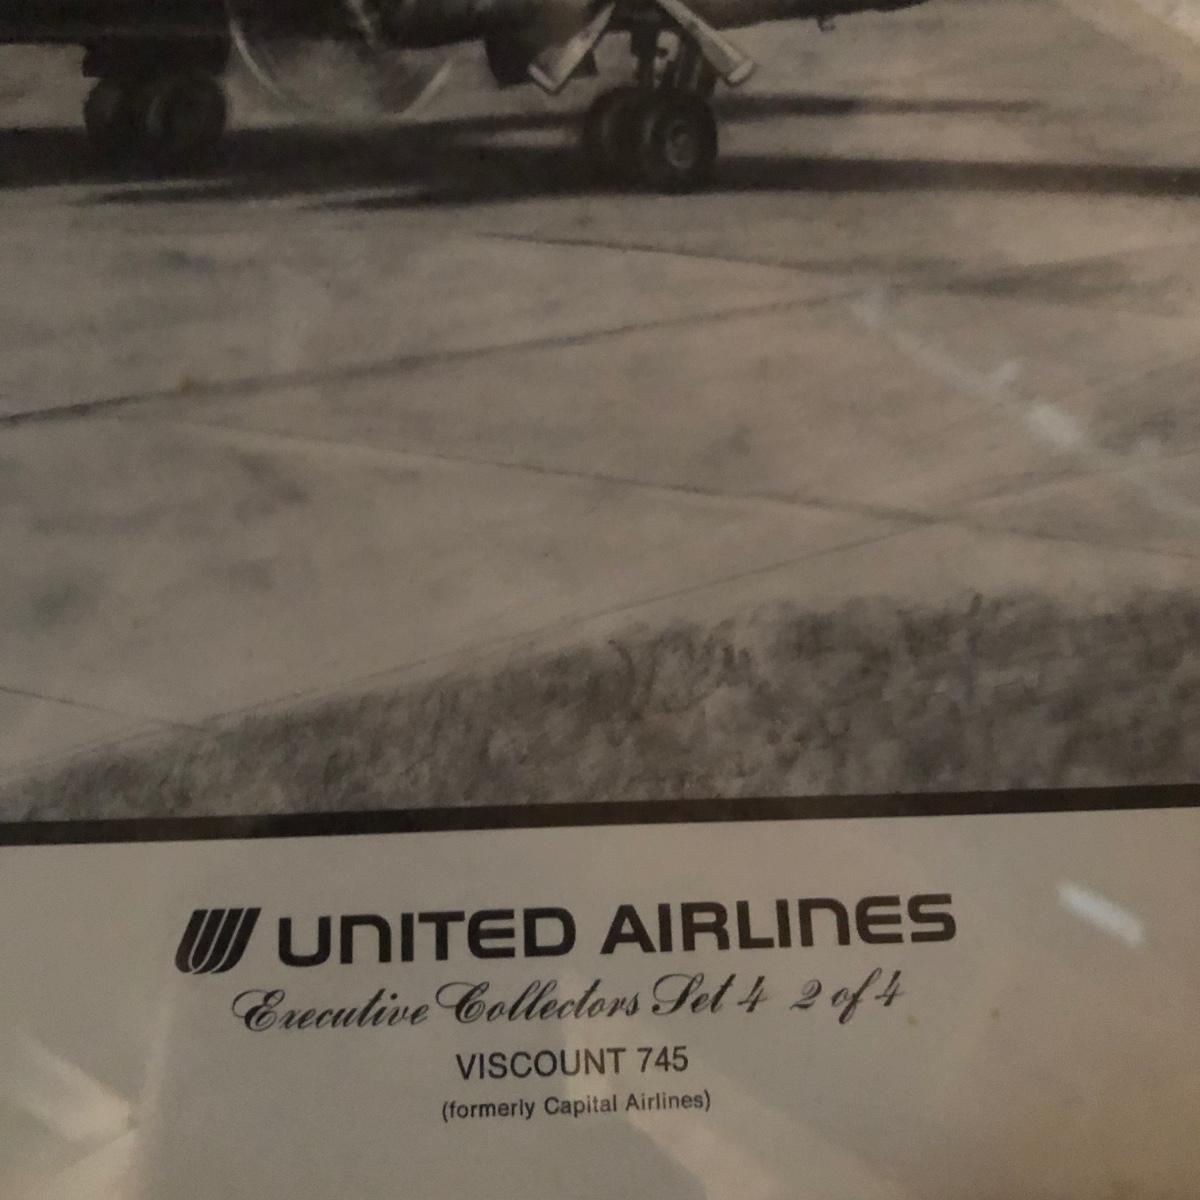 UNITED AIRLINES
Executive Collectors Set 4 2 of 4
VISCOUNT 745
(formerly Capital Airlines)